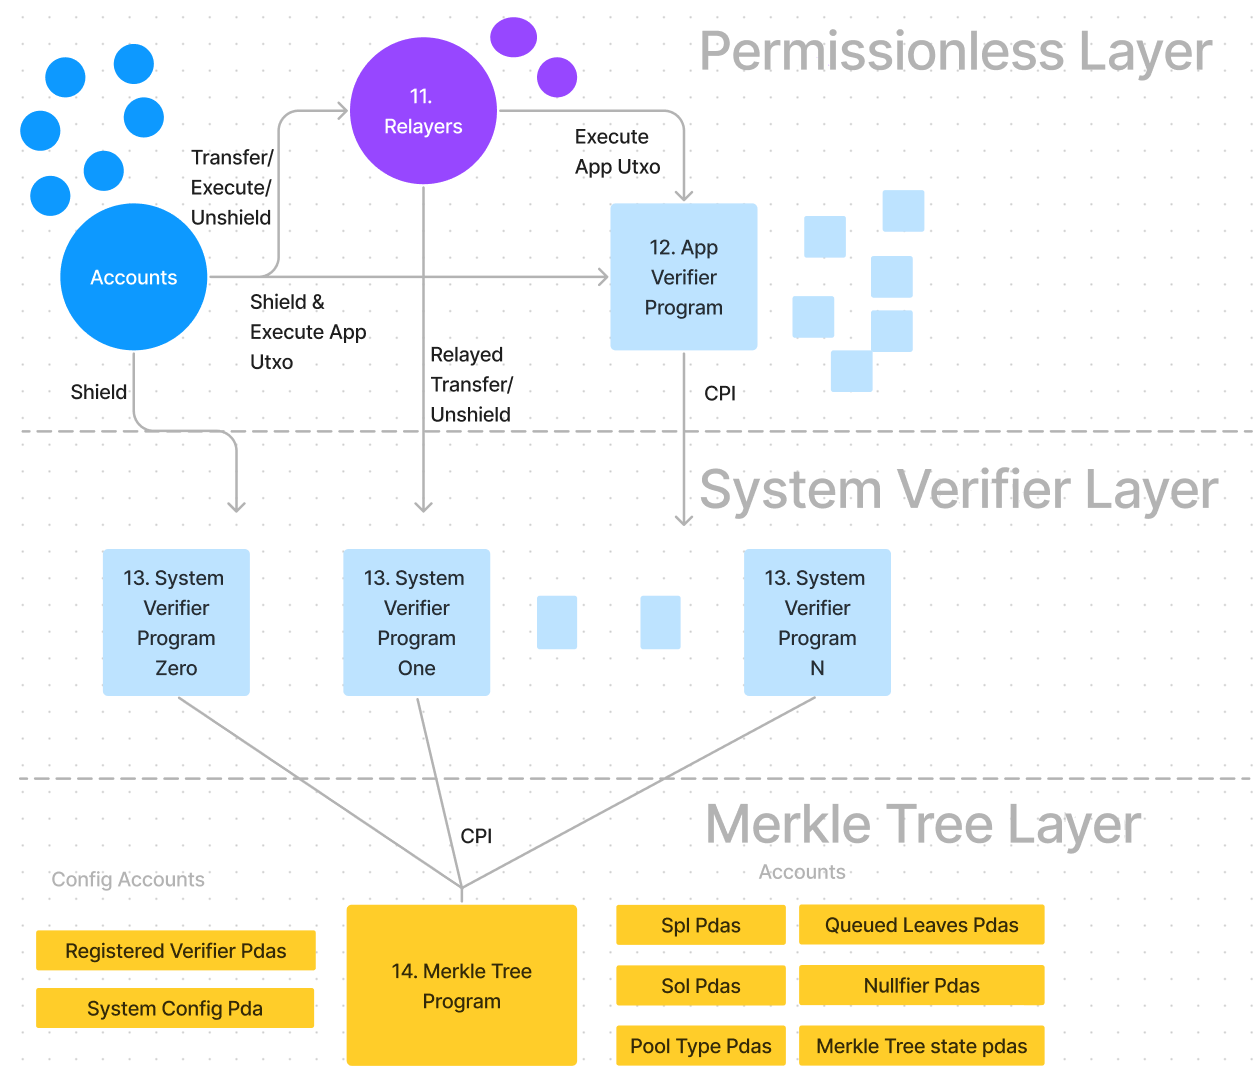 Permissionless Layer
11.
Relayers
Execute
App Utxo
Transfer/
Execute/
Unshield
Accounts
12. App
Verifier
Program
Shield &
Execute App
Utxo
Relayed
Transfer/
Unshield
Shield
CPI
System Verifier Layer
13. System
Verifier
Program
Zero
13. System
Verifier
Program
One
13. System
Verifier
Program
N
Merkle Tree Layer
CPI
Config Accounts
Registered Verifier Pdas
System Config Pda
14. Merkle Tree
Program
Accounts
Spl Pdas
Queued Leaves Pdas
Sol Pdas
Nullfier Pdas
Pool Type Pdas
Merkle Tree state pdas